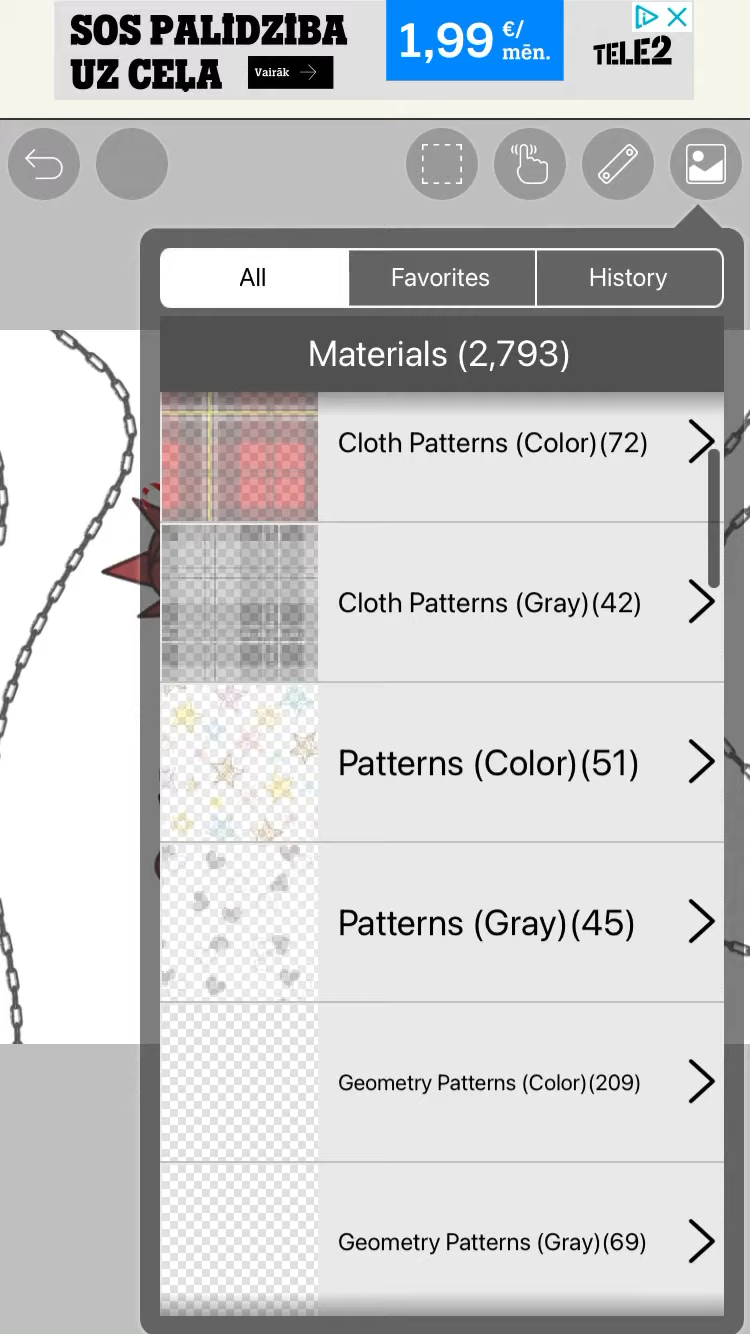 SOS PALĪDZĪBA
UZ CEĻA
Vairāk
1,99 €/mēn.
TELE2
All
Favorites
History
Materials (2,793)
Cloth Patterns (Color)(72)
Cloth Patterns (Gray)(42)
Patterns (Color)(51)
Patterns (Gray)(45)
Geometry Patterns (Color)(209)
Geometry Patterns (Gray)(69)